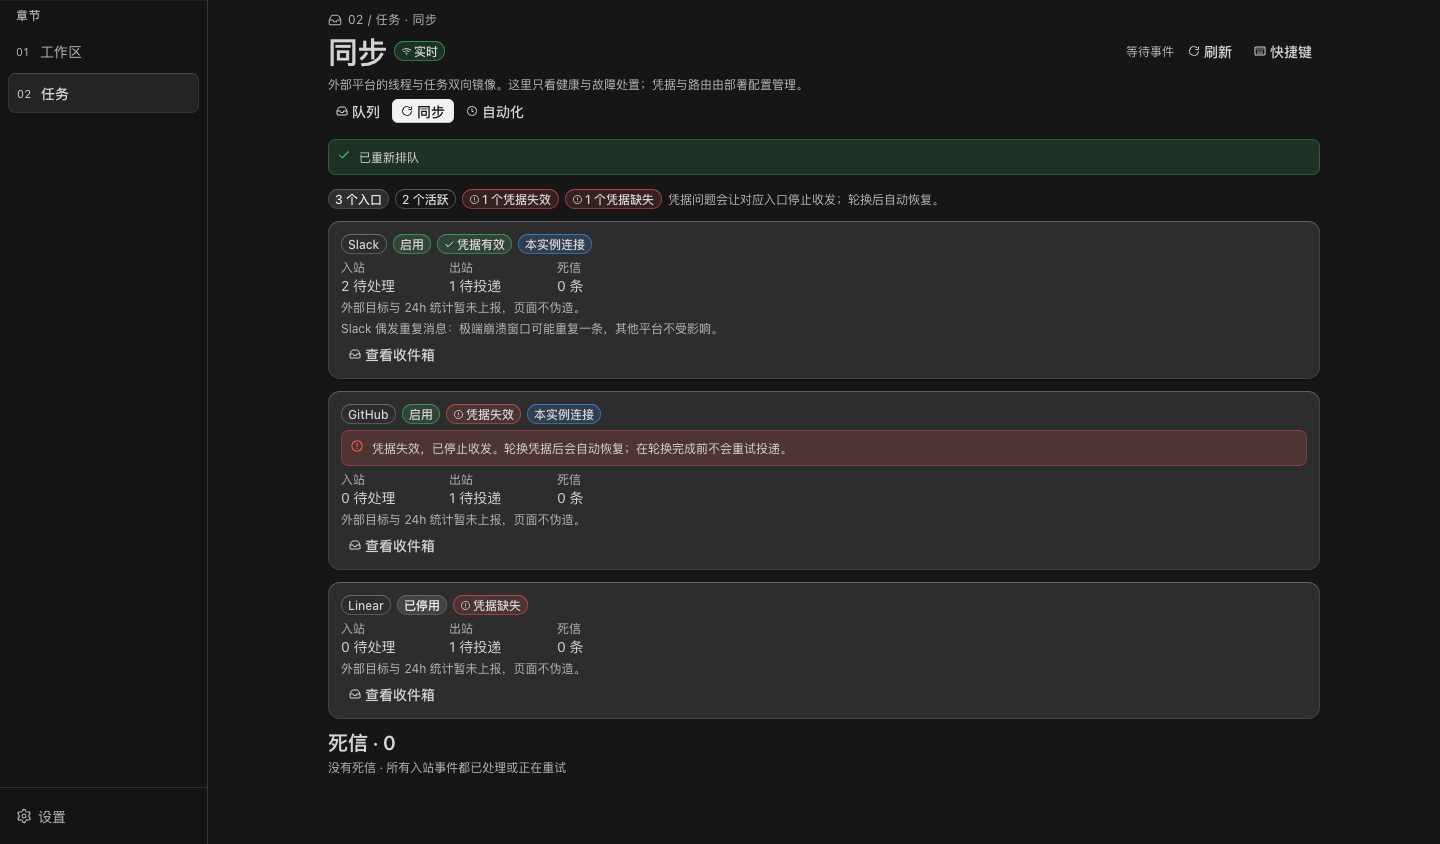 章节
01 工作区
02 任务
设置
02 / 任务 · 同步
同步 实时
等待事件 刷新 快捷键
外部平台的线程与任务双向镜像。这里只看健康与故障处置；凭据与路由由部署配置管理。
队列 同步 自动化
已重新排队
3 个入口 2 个活跃 1 个凭据失效 1 个凭据缺失 凭据问题会让对应入口停止收发；轮换后自动恢复。
Slack 启用 凭据有效 本实例连接
入站 出站 死信
2 待处理 1 待投递 0 条
外部目标与 24h 统计暂未上报，页面不伪造。
Slack 偶发重复消息：极端崩溃窗口可能重复一条，其他平台不受影响。
查看收件箱
GitHub 启用 凭据失效 本实例连接
凭据失效，已停止收发。轮换凭据后会自动恢复；在轮换完成前不会重试投递。
入站 出站 死信
0 待处理 1 待投递 0 条
外部目标与 24h 统计暂未上报，页面不伪造。
查看收件箱
Linear 已停用 凭据缺失
入站 出站 死信
0 待处理 1 待投递 0 条
外部目标与 24h 统计暂未上报，页面不伪造。
查看收件箱
死信 · 0
没有死信 · 所有入站事件都已处理或正在重试